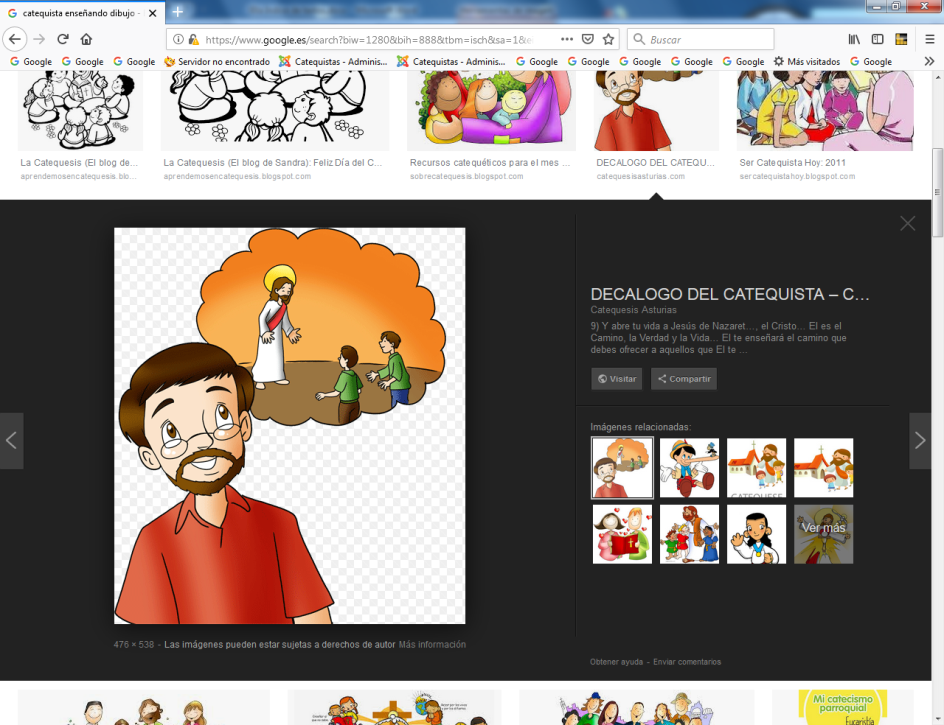 catequista enseñando dibujo -
https://www.google.es/search?biw=1280&bih=888&tbm=isch&sa=1&e
Buscar
Google Google Google Servidor no encontrado Catequistas - Adminis... Catequistas - Adminis... Google Google Google Google Google Más visitados Google
La Catequesis (El blog de... La Catequesis (El blog de Sandra): Feliz Día del C... Recursos catequéticos para el mes ... DECALOGO DEL CATEQU... Ser Catequista Hoy: 2011
aprendemosencatequesis.blo... aprendemosencatequesis.blogspot.com sobrecatequesis.blogspot.com catequesisasturias.com sercatequistahoy.blogspot.com
DECALOGO DEL CATEQUISTA – C...
Catequesis Asturias
9) Y abre tu vida a Jesús de Nazaret…, el Cristo... El es el
Camino, la Verdad y la Vida... El te enseñará el camino que
debes ofrecer a aquellos que El te ...
Visitar Compartir
Imágenes relacionadas:
CATEQUESE
Ver más
476 × 538 - Las imágenes pueden estar sujetas a derechos de autor Más información
Obtener ayuda - Enviar comentarios
Mi catecismo
parroquial
Eucaristía